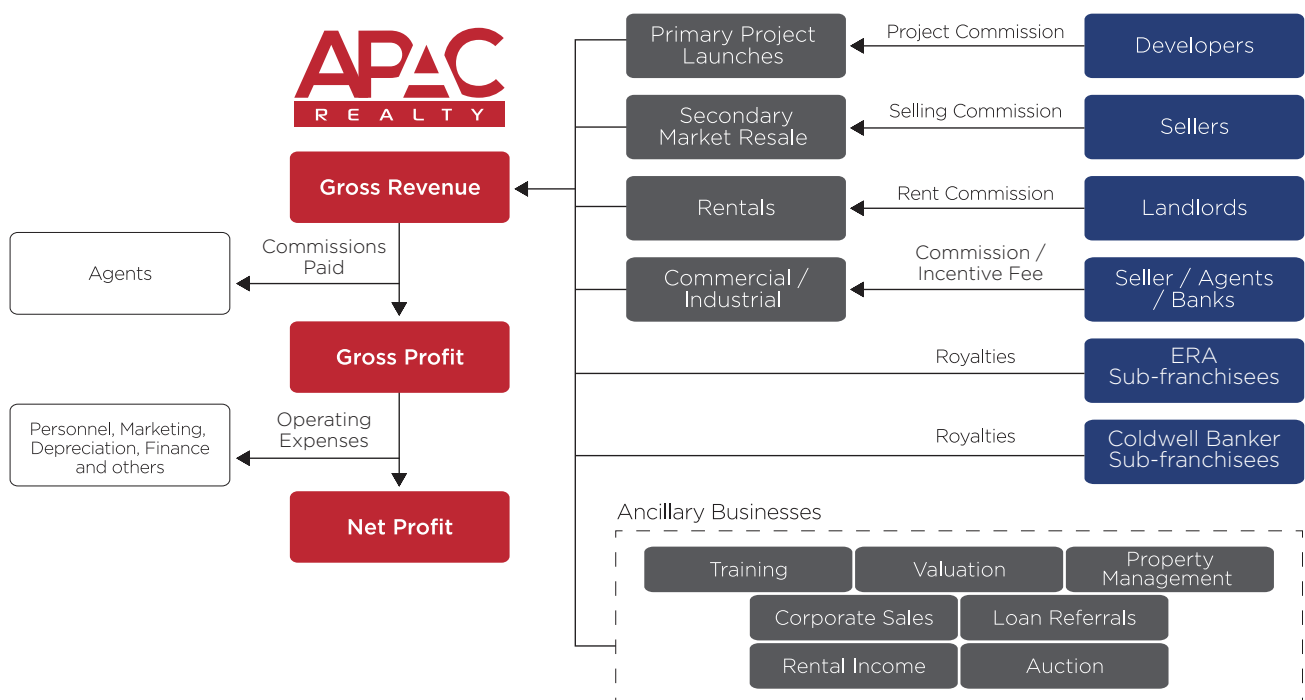 APAC
REALTY
Gross Revenue
Commissions
Paid
Agents
Gross Profit
Operating
Expenses
Personnel, Marketing,
Depreciation, Finance
and others
Net Profit
Primary Project
Launches
Project Commission
Developers
Secondary
Market Resale
Selling Commission
Sellers
Rentals
Rent Commission
Landlords
Commercial /
Industrial
Commission /
Incentive Fee
Seller / Agents
/ Banks
Royalties
ERA
Sub-franchisees
Royalties
Coldwell Banker
Sub-franchisees
Ancillary Businesses
Training
Valuation
Property
Management
Corporate Sales
Loan Referrals
Rental Income
Auction